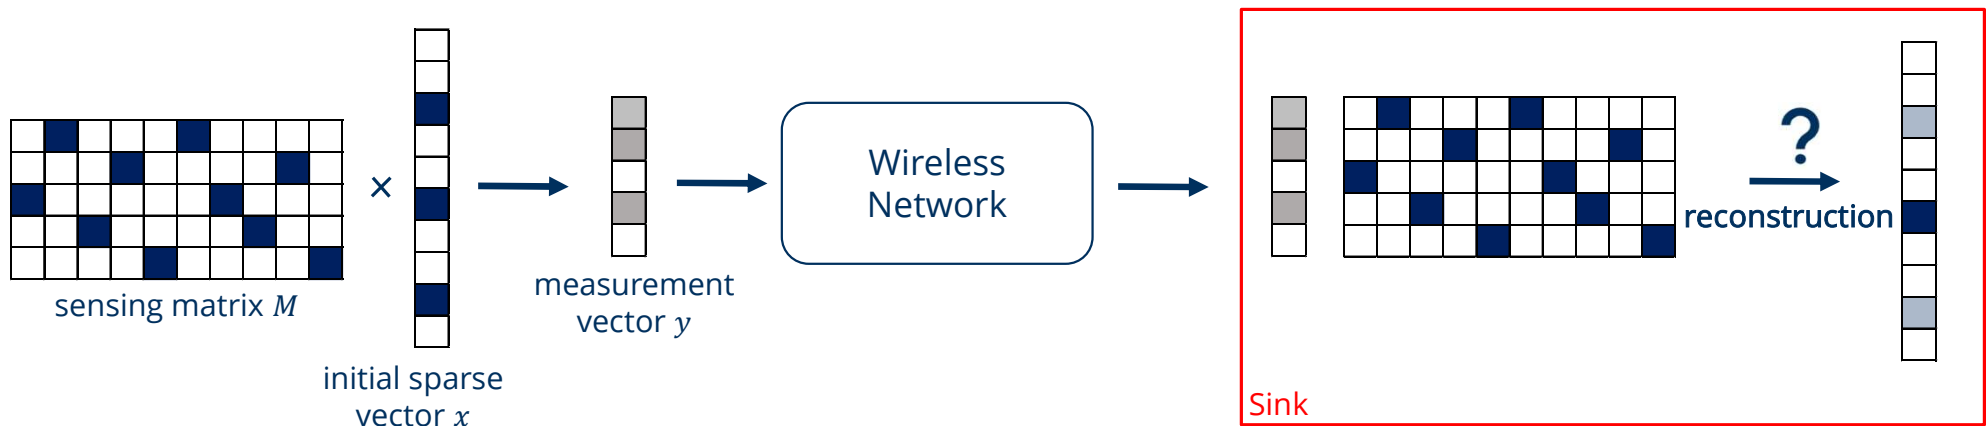 sensing matrix M
×
initial sparse
vector x
measurement
vector y
Wireless
Network
?
reconstruction
Sink